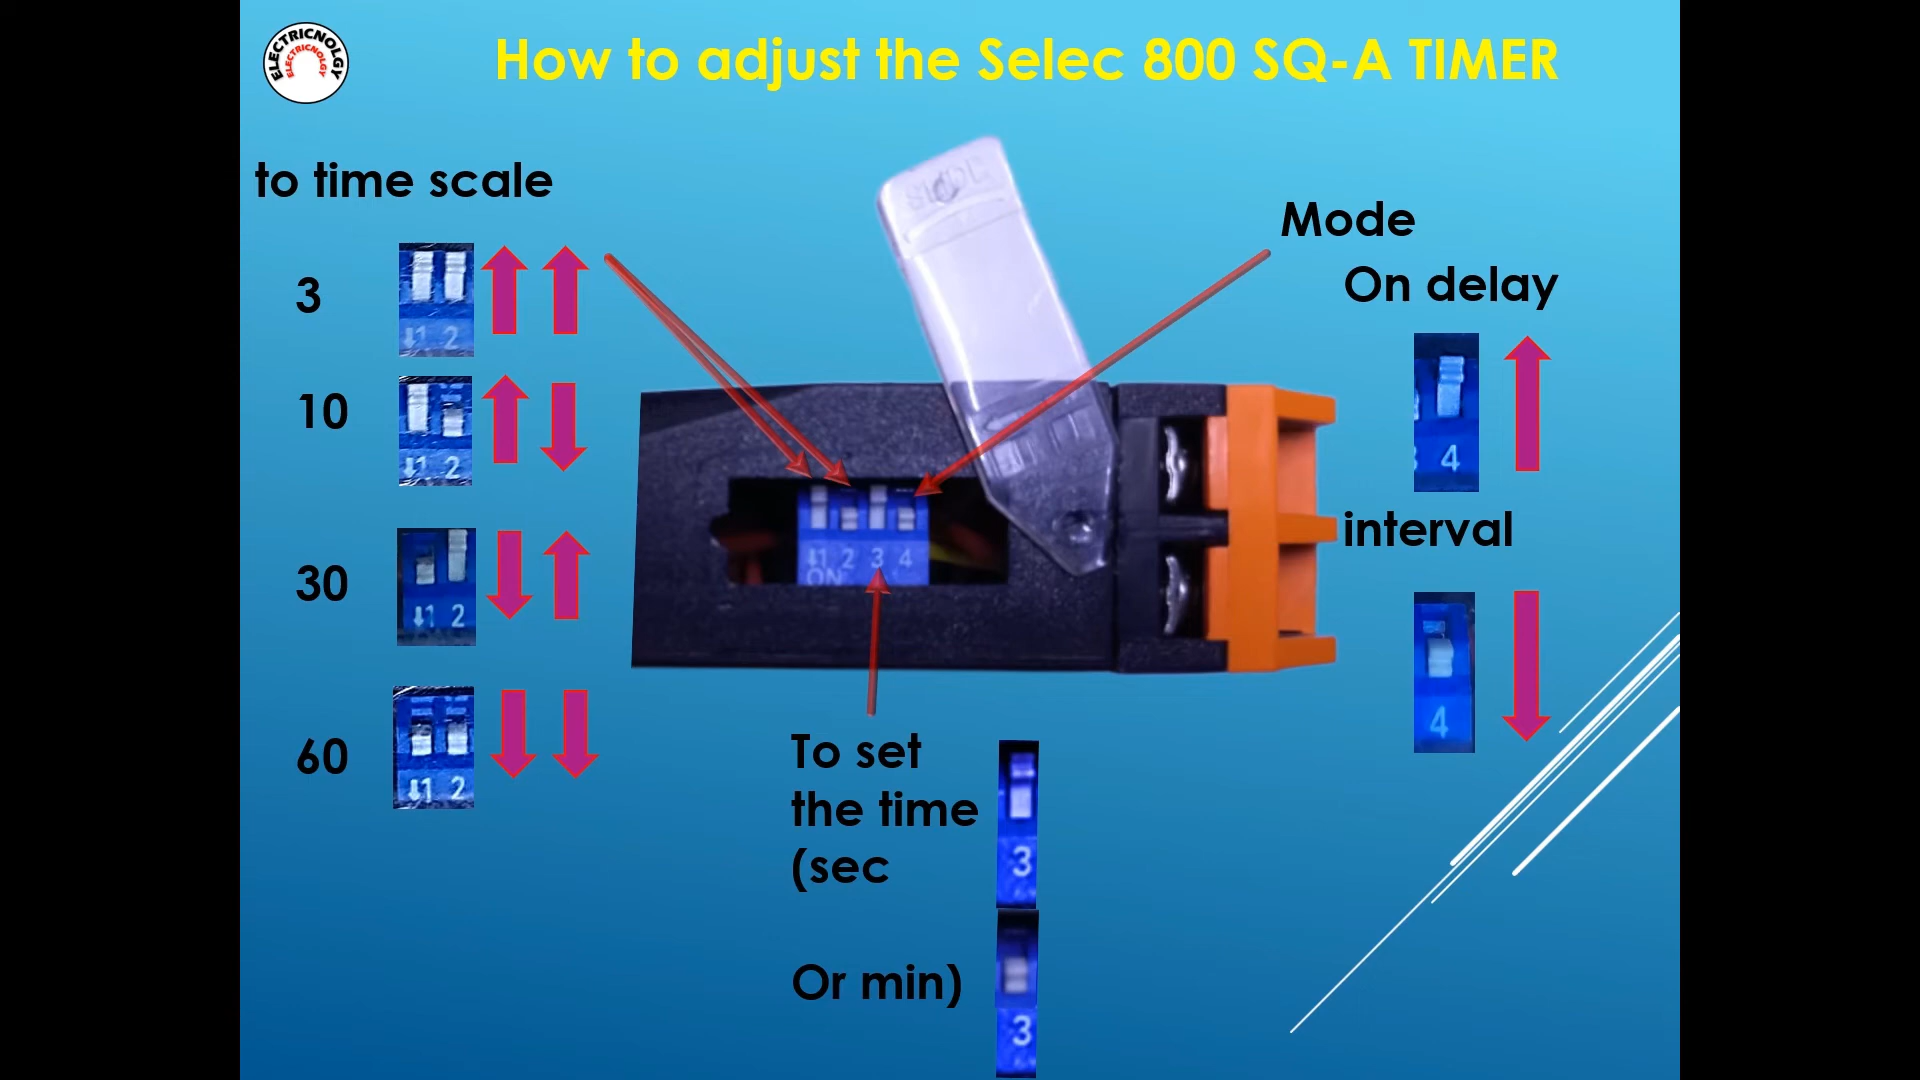 ELECTRICNOLGY
ELECTRICNOLGY
How to adjust the Selec 800 SQ-A TIMER
to time scale
3
↓1 2
10
↓1 2
30
↓1 2
60
↓1 2
↓1 2 3 4
ON
To set
the time
(sec
3
Or min)
3
Mode
On delay
4
interval
4